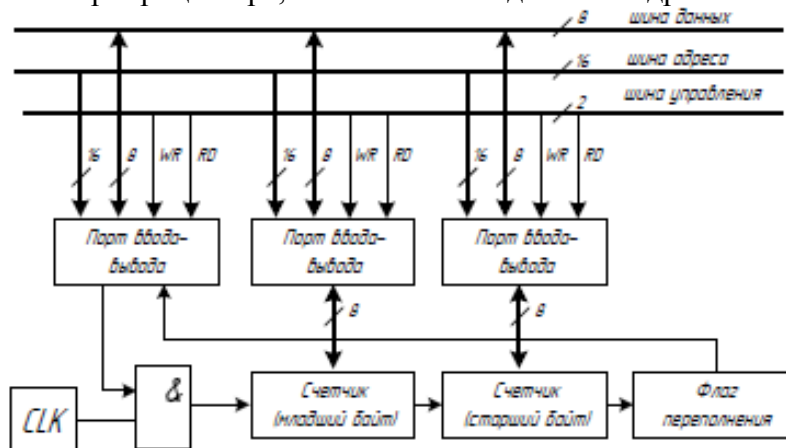 8 шина данных
16 шина адреса
2 шина управления
16 8 WR RD 16 8 WR RD 16 8 WR RD
Порт ввода- Порт ввода- Порт ввода-
вывода вывода вывода
8 8
CLK & Счетчик Счетчик Флаг
(младший байт) (старший байт) переполнения